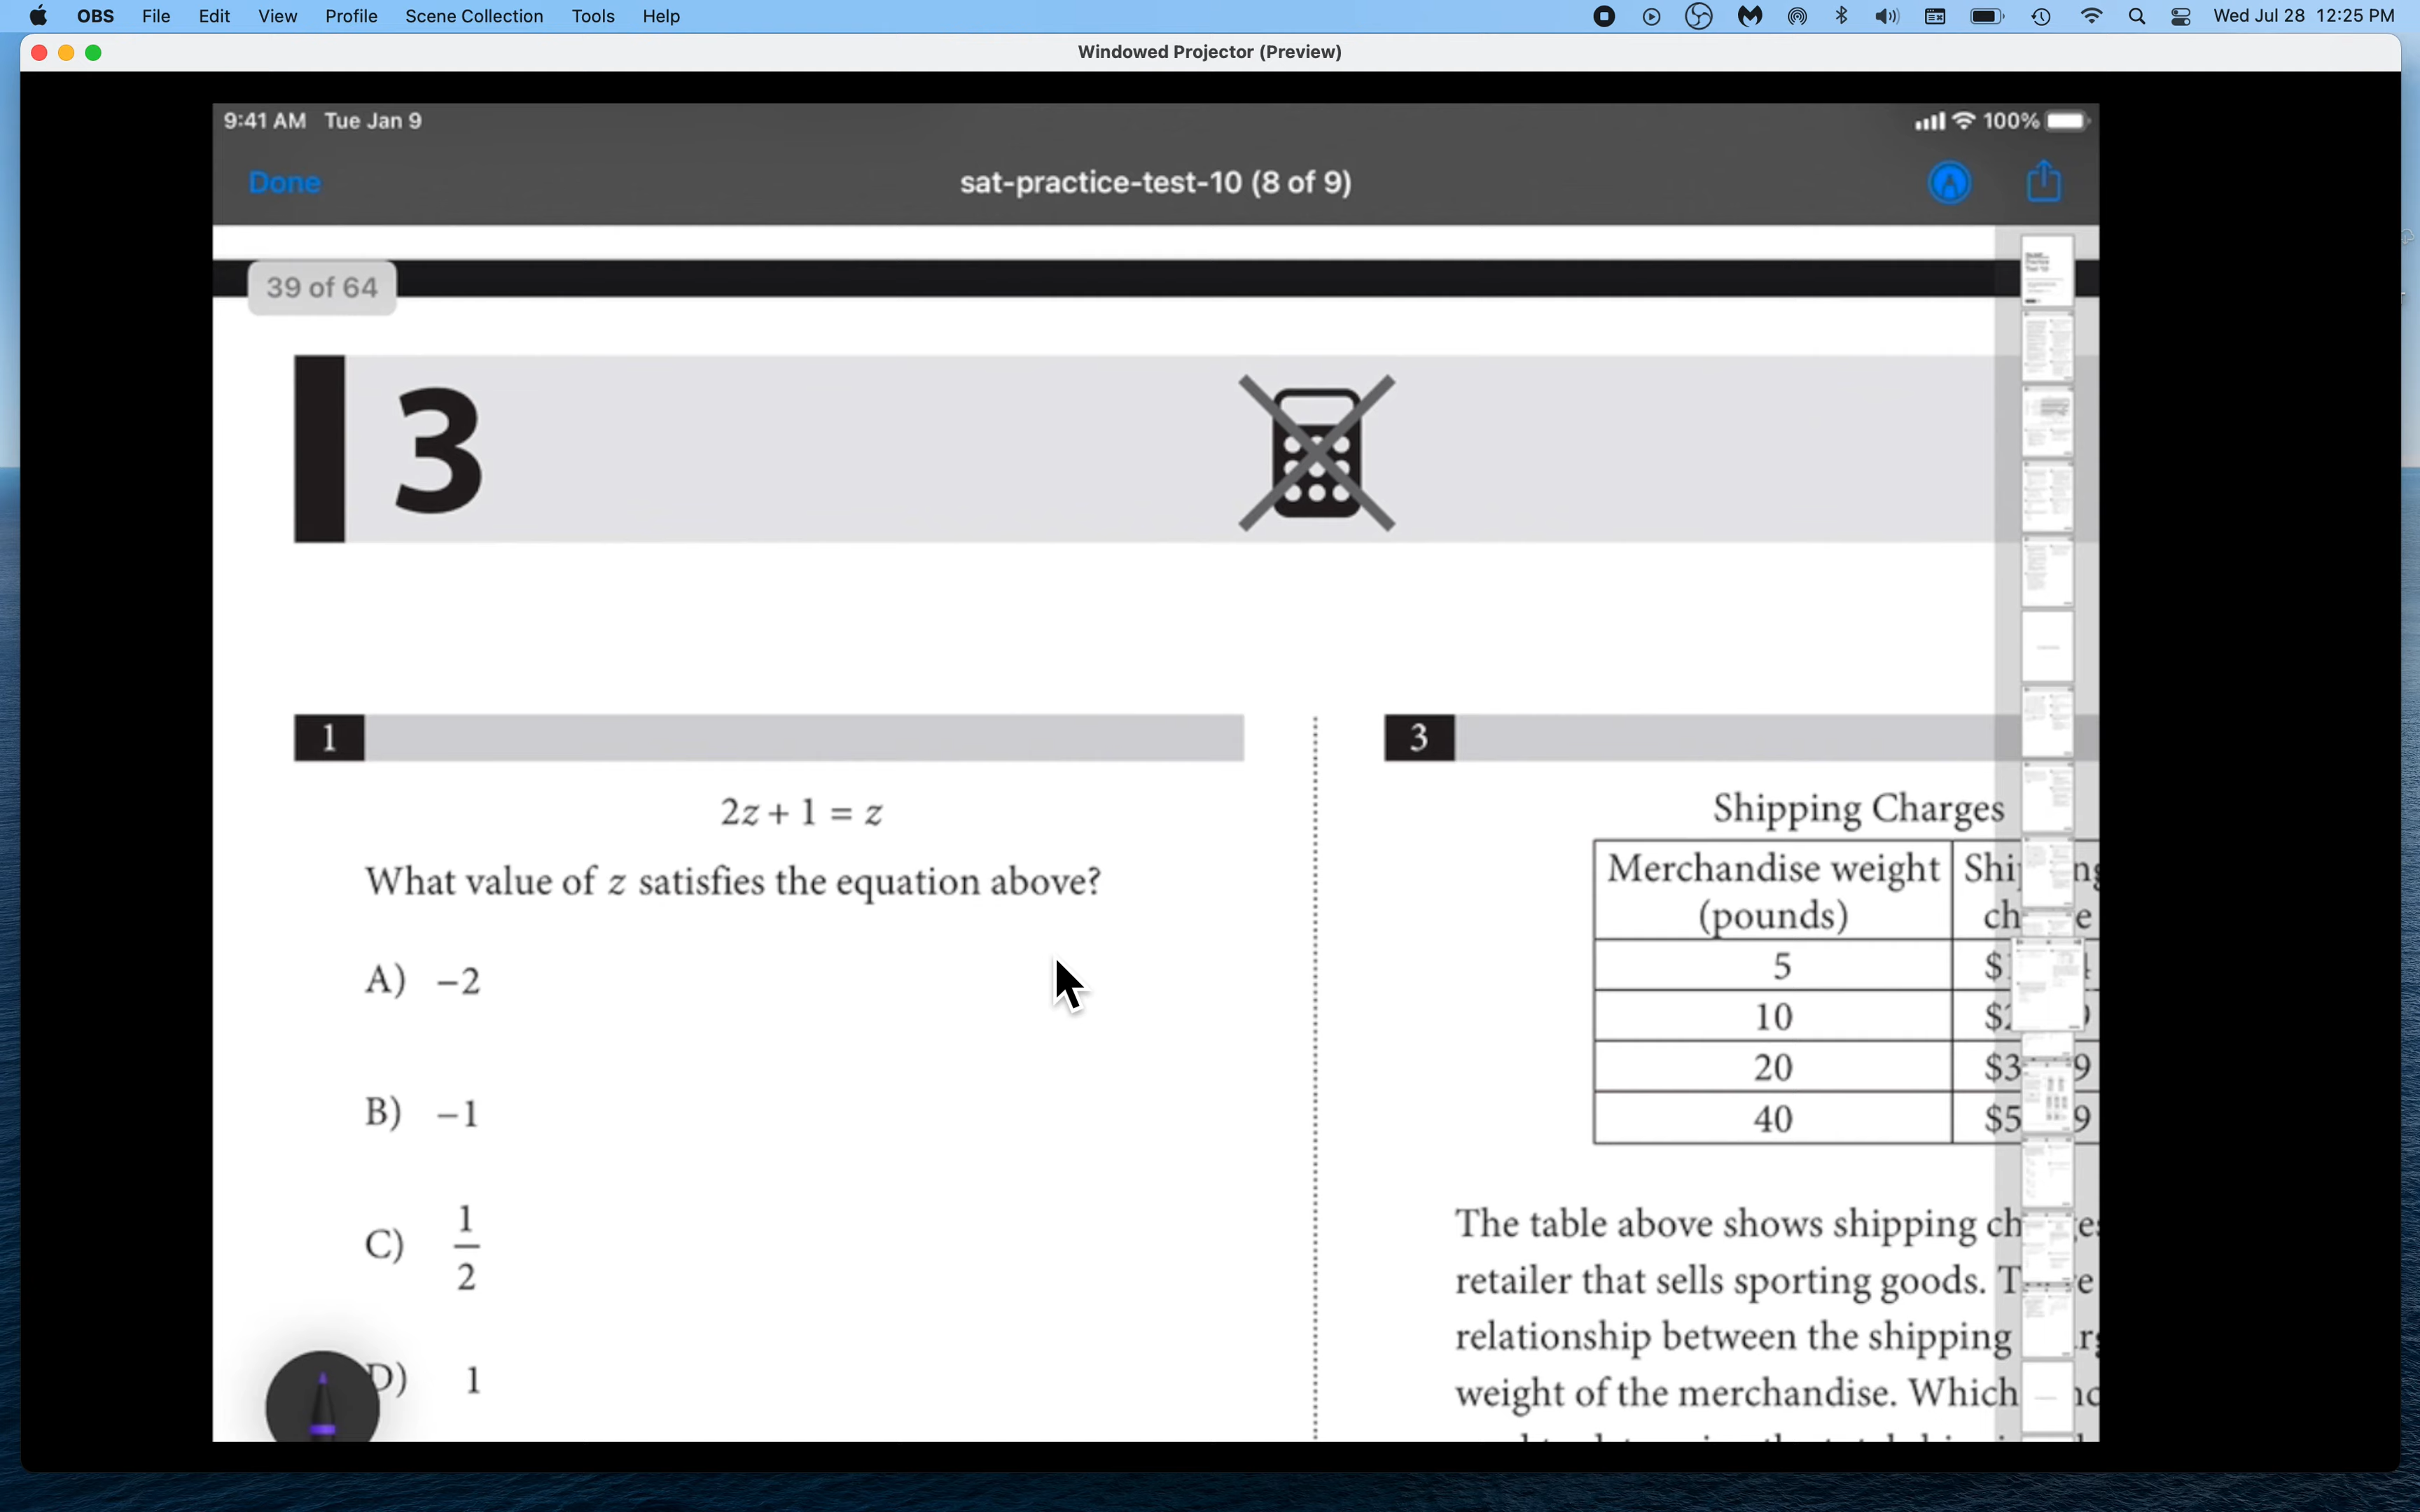 OBS File Edit View Profile Scene Collection Tools Help Wed Jul 28 12:25 PM
Windowed Projector (Preview)
9:41 AM Tue Jan 9 100%
Done sat-practice-test-10 (8 of 9)
39 of 64
3
1
2z + 1 = z
What value of z satisfies the equation above?
A) −2
B) −1
C) 1/2
D) 1
3
Shipping Charges
Merchandise weight
(pounds)
5
10
20
40
The table above shows shipping
retailer that sells sporting goods.
relationship between the shipping
weight of the merchandise. Which